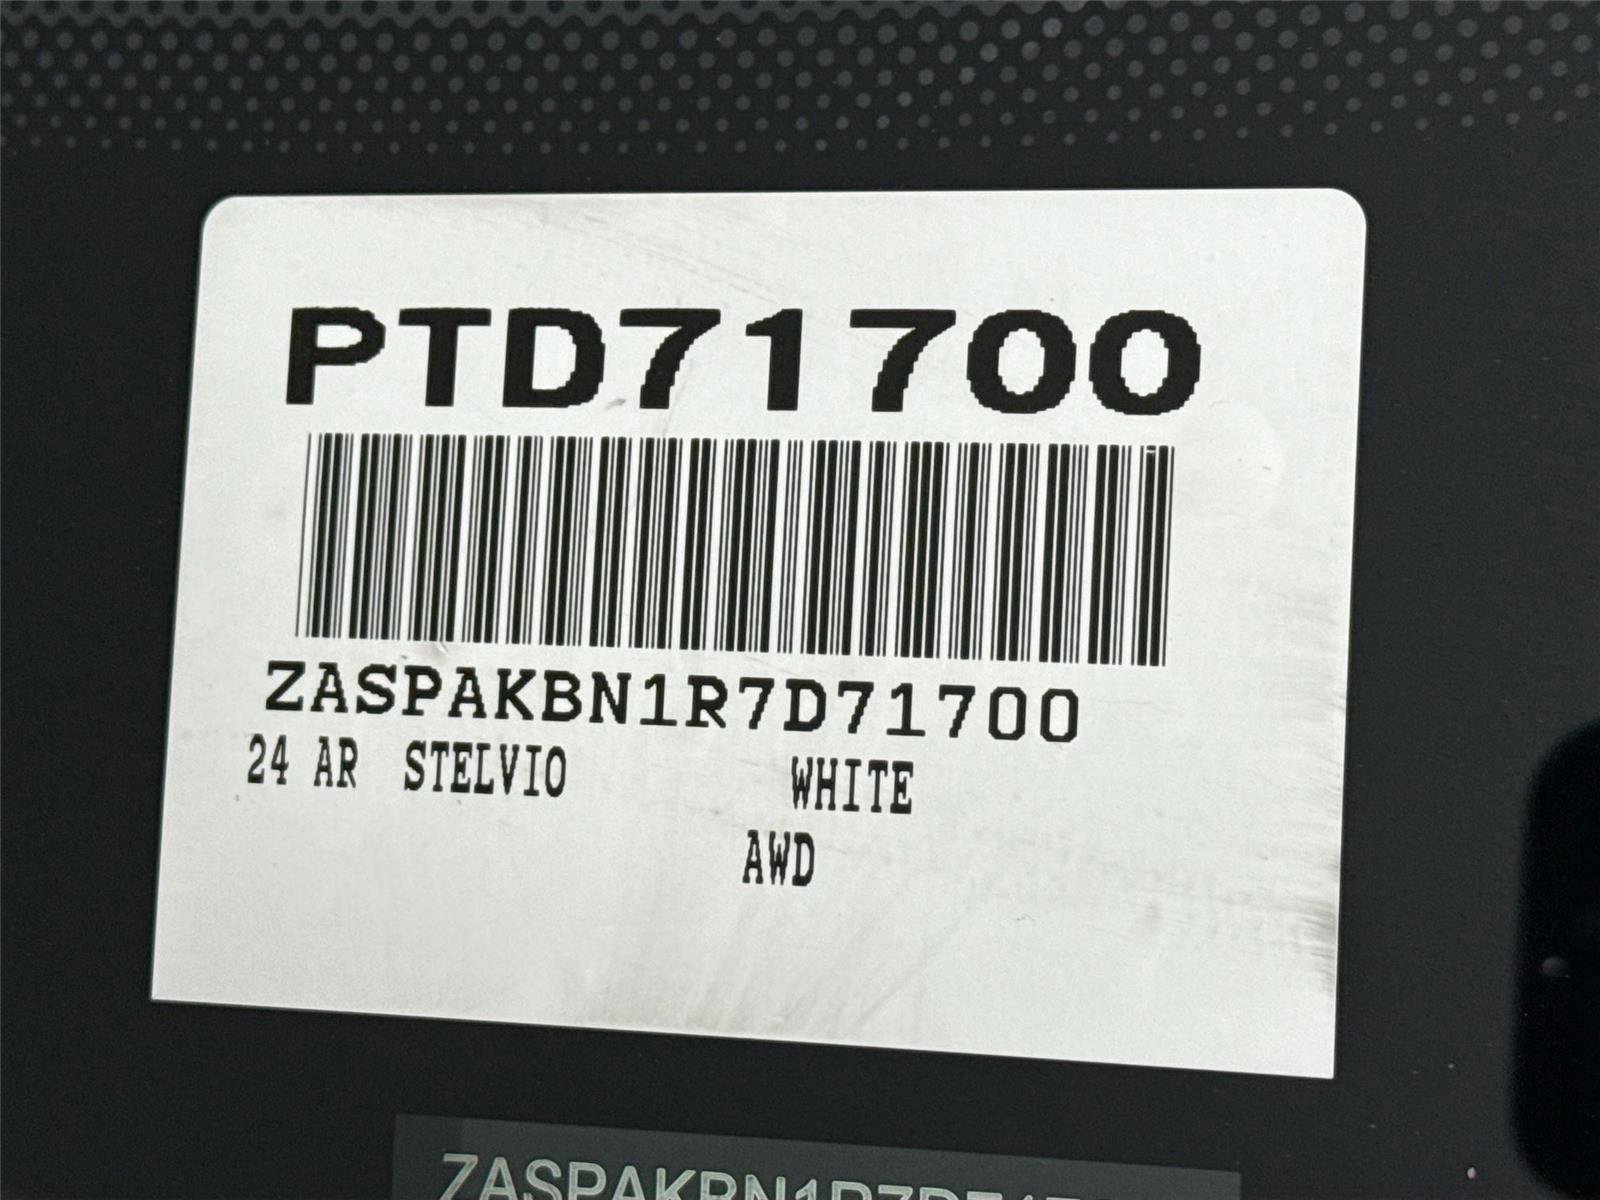 PTD71700
ZASPAKBN1R7D71700
24 AR STELVIO WHITE
AWD